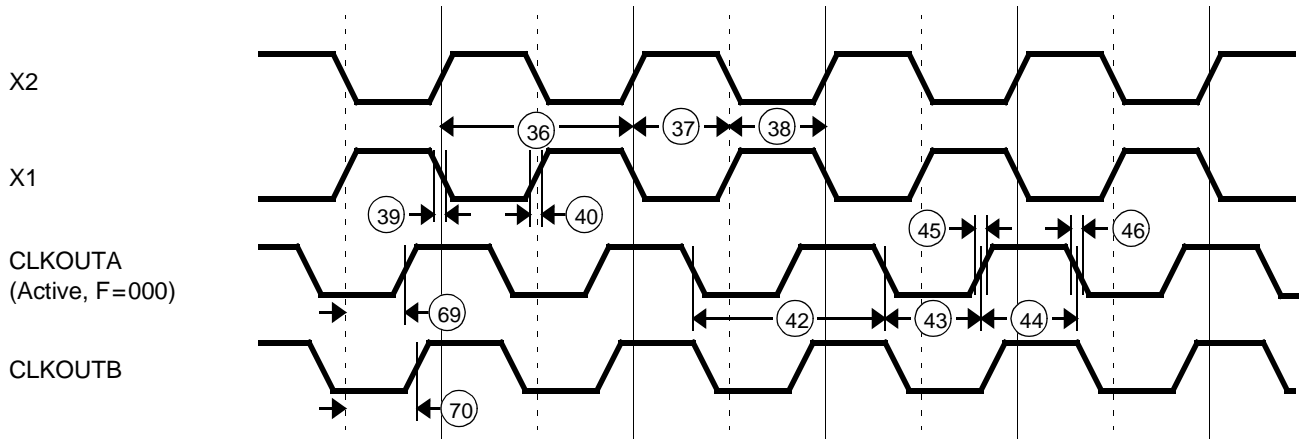 X2
36
37
38
X1
39
40
45
46
CLKOUTA
(Active, F=000)
69
42
43
44
CLKOUTB
70